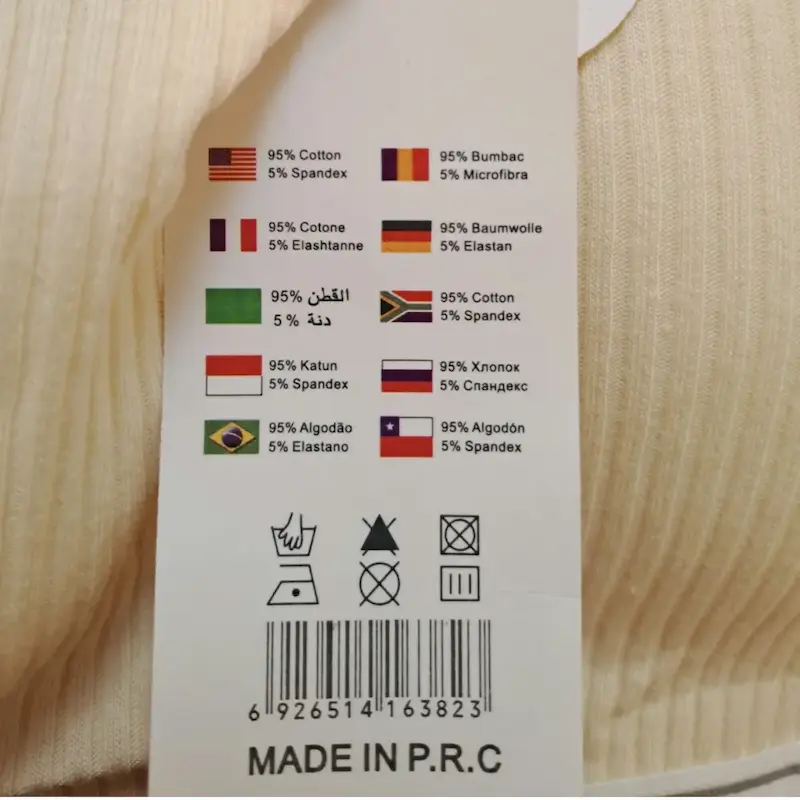 95% Cotton
5% Spandex
95% Bumbac
5% Microfibra
95% Cotone
5% Elashtanne
95% Baumwolle
5% Elastan
95% القطن
5% دنة
95% Cotton
5% Spandex
95% Katun
5% Spandex
95% Хлопок
5% Спандекс
95% Algodão
5% Elastano
95% Algodón
5% Spandex
6 926514 163823
MADE IN P.R.C